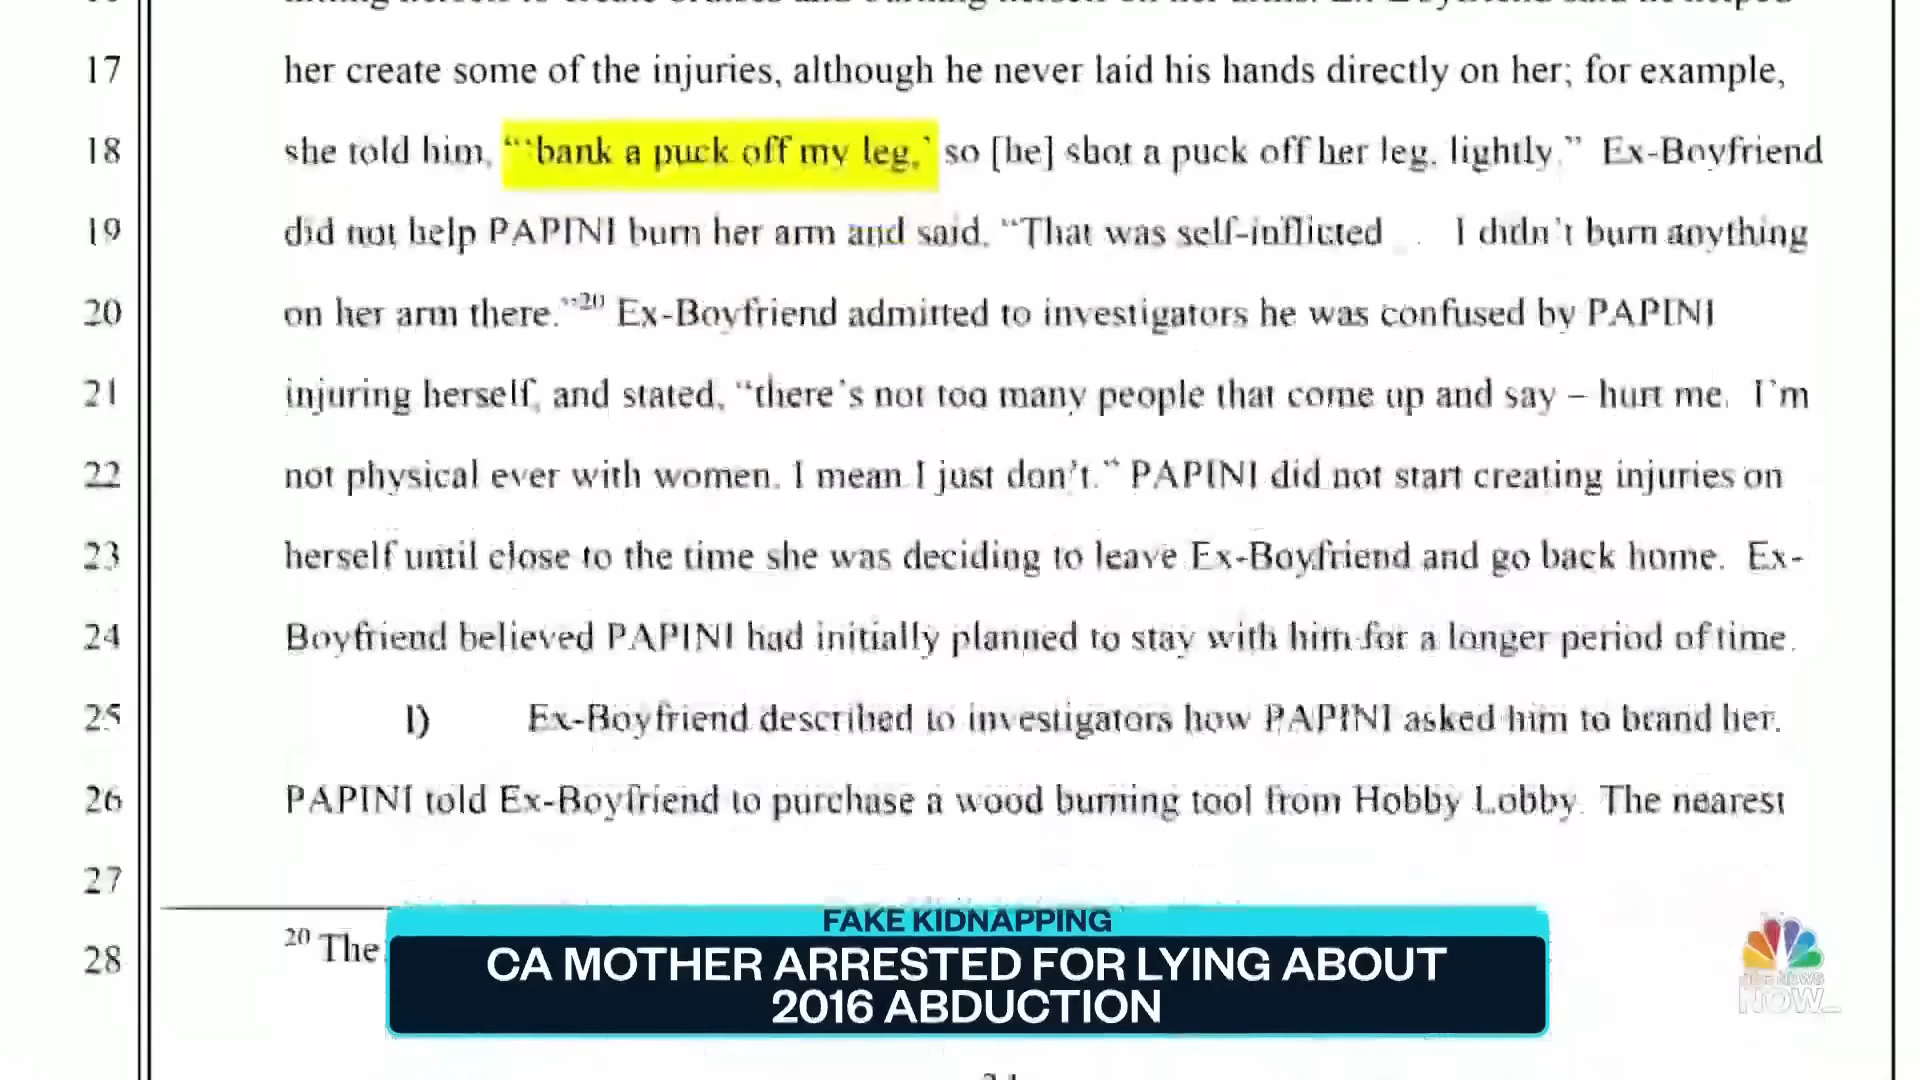 17 her create some of the injuries, although he never laid his hands directly on her; for example,
18 she told him, “‘bank a puck off my leg,’ so [he] shot a puck off her leg, lightly.” Ex-Boyfriend
19 did not help PAPINI burn her arm and said, “That was self-inflicted . . I didn’t burn anything
20 on her arm there.”20 Ex-Boyfriend admitted to investigators he was confused by PAPINI
21 injuring herself, and stated, “there’s not too many people that come up and say – hurt me. I’m
22 not physical ever with women. I mean I just don’t.” PAPINI did not start creating injuries on
23 herself until close to the time she was deciding to leave Ex-Boyfriend and go back home. Ex-
24 Boyfriend believed PAPINI had initially planned to stay with him for a longer period of time.
25 l) Ex-Boyfriend described to investigators how PAPINI asked him to brand her.
26 PAPINI told Ex-Boyfriend to purchase a wood burning tool from Hobby Lobby. The nearest
27
28 20 The
FAKE KIDNAPPING
CA MOTHER ARRESTED FOR LYING ABOUT
2016 ABDUCTION
NBC NEWS
NOW